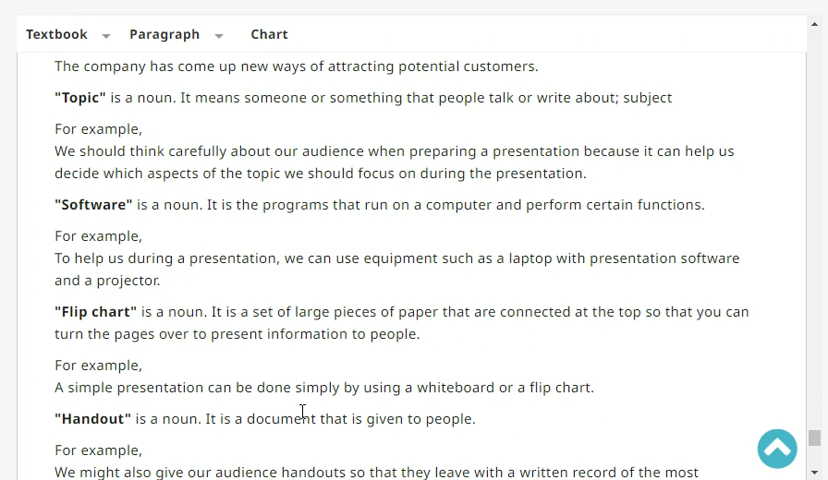 Textbook Paragraph Chart
The company has come up new ways of attracting potential customers.
"Topic" is a noun. It means someone or something that people talk or write about; subject
For example,
We should think carefully about our audience when preparing a presentation because it can help us
decide which aspects of the topic we should focus on during the presentation.
"Software" is a noun. It is the programs that run on a computer and perform certain functions.
For example,
To help us during a presentation, we can use equipment such as a laptop with presentation software
and a projector.
"Flip chart" is a noun. It is a set of large pieces of paper that are connected at the top so that you can
turn the pages over to present information to people.
For example,
A simple presentation can be done simply by using a whiteboard or a flip chart.
"Handout" is a noun. It is a document that is given to people.
For example,
We might also give our audience handouts so that they leave with a written record of the most